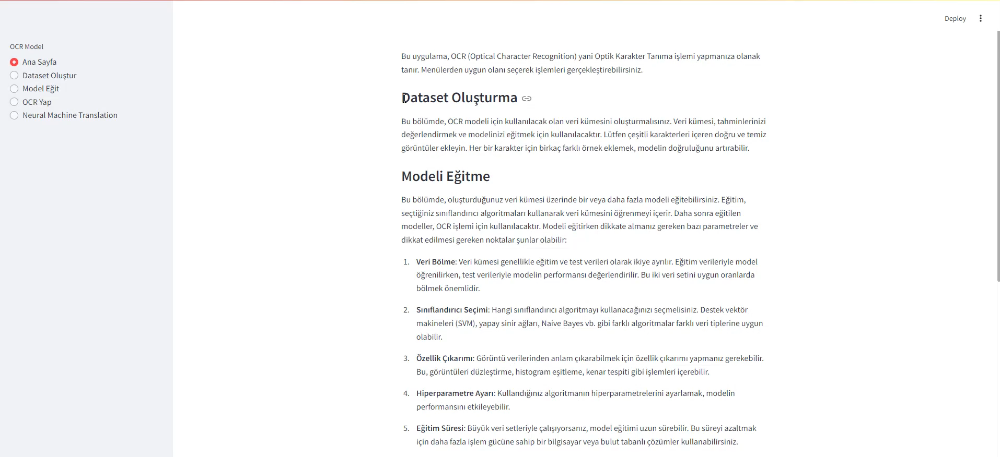 Deploy
OCR Model
Ana Sayfa
Dataset Oluştur
Model Eğit
OCR Yap
Neural Machine Translation
Bu uygulama, OCR (Optical Character Recognition) yani Optik Karakter Tanıma işlemi yapmanıza olanak
tanır. Menülerden uygun olanı seçerek işlemleri gerçekleştirebilirsiniz.
Dataset Oluşturma
Bu bölümde, OCR modeli için kullanılacak olan veri kümesini oluşturmalısınız. Veri kümesi, tahminlerinizi
değerlendirmek ve modelinizi eğitmek için kullanılacaktır. Lütfen çeşitli karakterleri içeren doğru ve temiz
görüntüler ekleyin. Her bir karakter için birkaç farklı örnek eklemek, modelin doğruluğunu artırabilir.
Modeli Eğitme
Bu bölümde, oluşturduğunuz veri kümesi üzerinde bir veya daha fazla modeli eğitebilirsiniz. Eğitim,
seçtiğiniz sınıflandırıcı algoritmaları kullanarak veri kümesini öğrenmeyi içerir. Daha sonra eğitilen
modeller, OCR işlemi için kullanılacaktır. Modeli eğitirken dikkate almanız gereken bazı parametreler ve
dikkat edilmesi gereken noktalar şunlar olabilir:
1. Veri Bölme: Veri kümesi genellikle eğitim ve test verileri olarak ikiye ayrılır. Eğitim verileriyle model
öğrenilirken, test verileriyle modelin performansı değerlendirilir. Bu iki veri setini uygun oranlarda
bölmek önemlidir.
2. Sınıflandırıcı Seçimi: Hangi sınıflandırıcı algoritmayı kullanacağınızı seçmelisiniz. Destek vektör
makineleri (SVM), yapay sinir ağları, Naive Bayes vb. gibi farklı algoritmalar farklı veri tiplerine uygun
olabilir.
3. Özellik Çıkarımı: Görüntü verilerinden anlam çıkarabilmek için özellik çıkarımı yapmanız gerekebilir.
Bu, görüntüleri düzleştirme, histogram eşitleme, kenar tespiti gibi işlemleri içerebilir.
4. Hiperparametre Ayarı: Kullandığınız algoritmanın hiperparametrelerini ayarlamak, modelin
performansını etkileyebilir.
5. Eğitim Süresi: Büyük veri setleriyle çalışıyorsanız, model eğitimi uzun sürebilir. Bu süreyi azaltmak
için daha fazla işlem gücüne sahip bir bilgisayar veya bulut tabanlı çözümler kullanabilirsiniz.